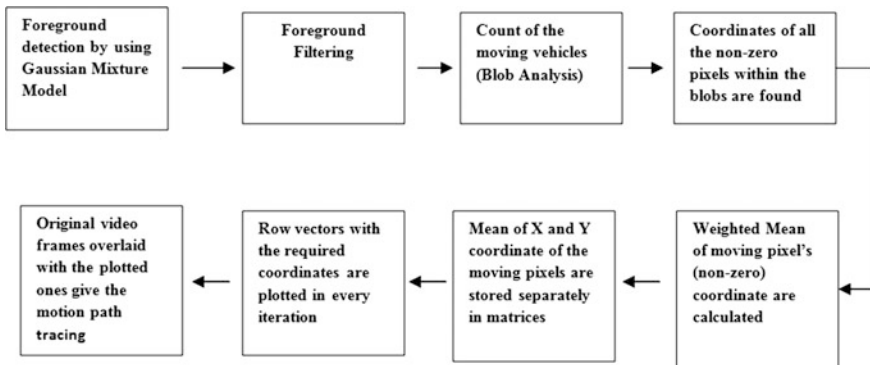 Foreground
detection by using
Gaussian Mixture
Model
Foreground
Filtering
Count of the
moving vehicles
(Blob Analysis)
Coordinates of all
the non-zero
pixels within the
blobs are found
Original video
frames overlaid
with the plotted
ones give the
motion path
tracing
Row vectors with
the required
coordinates are
plotted in every
iteration
Mean of X and Y
coordinate of the
moving pixels are
stored separately
in matrices
Weighted Mean
of moving pixel's
(non-zero)
coordinate are
calculated